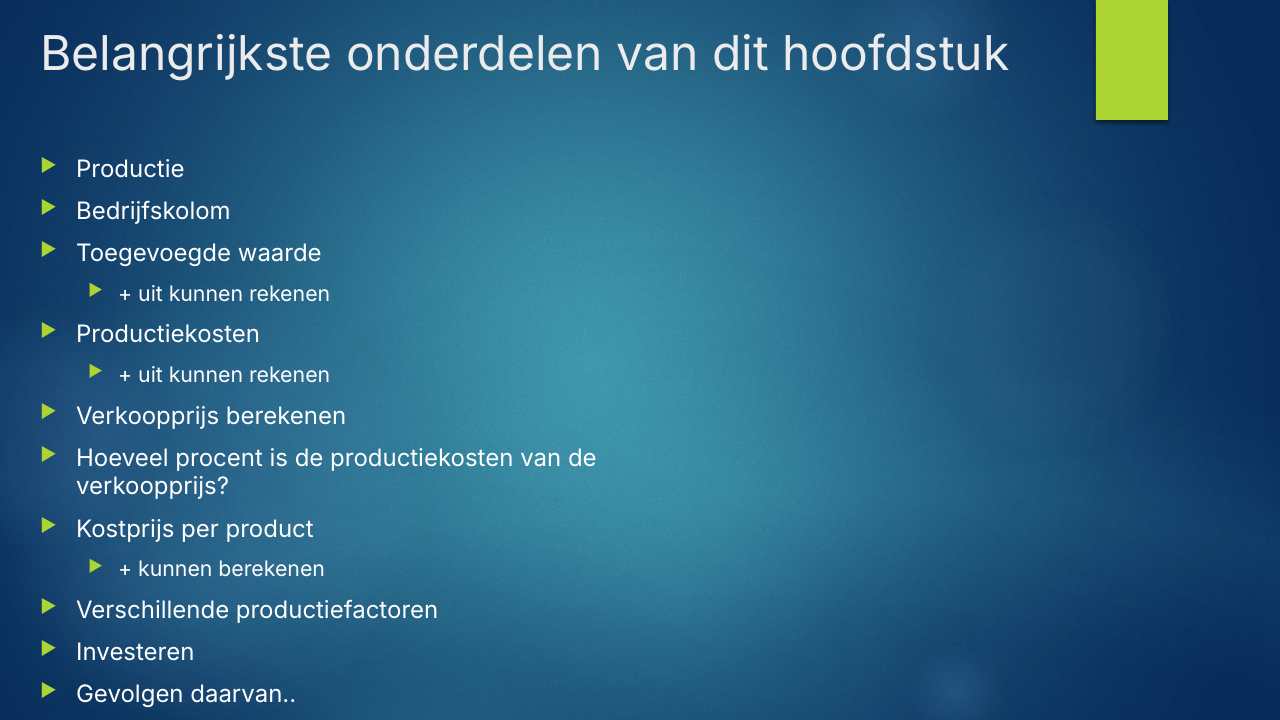 Belangrijkste onderdelen van dit hoofdstuk
Productie
Bedrijfskolom
Toegevoegde waarde
+ uit kunnen rekenen
Productiekosten
+ uit kunnen rekenen
Verkoopprijs berekenen
Hoeveel procent is de productiekosten van de
verkoopprijs?
Kostprijs per product
+ kunnen berekenen
Verschillende productiefactoren
Investeren
Gevolgen daarvan..